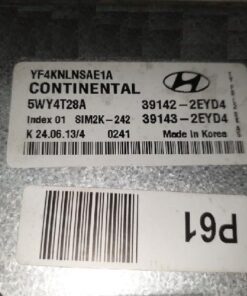 YF4KNLNSAE1A
CONTINENTAL
5WY4T28A 39142-2EYD4
Index 01 SIM2K-242 39143-2EYD4
K 24.06.13/4 0241 Made in Korea
P61